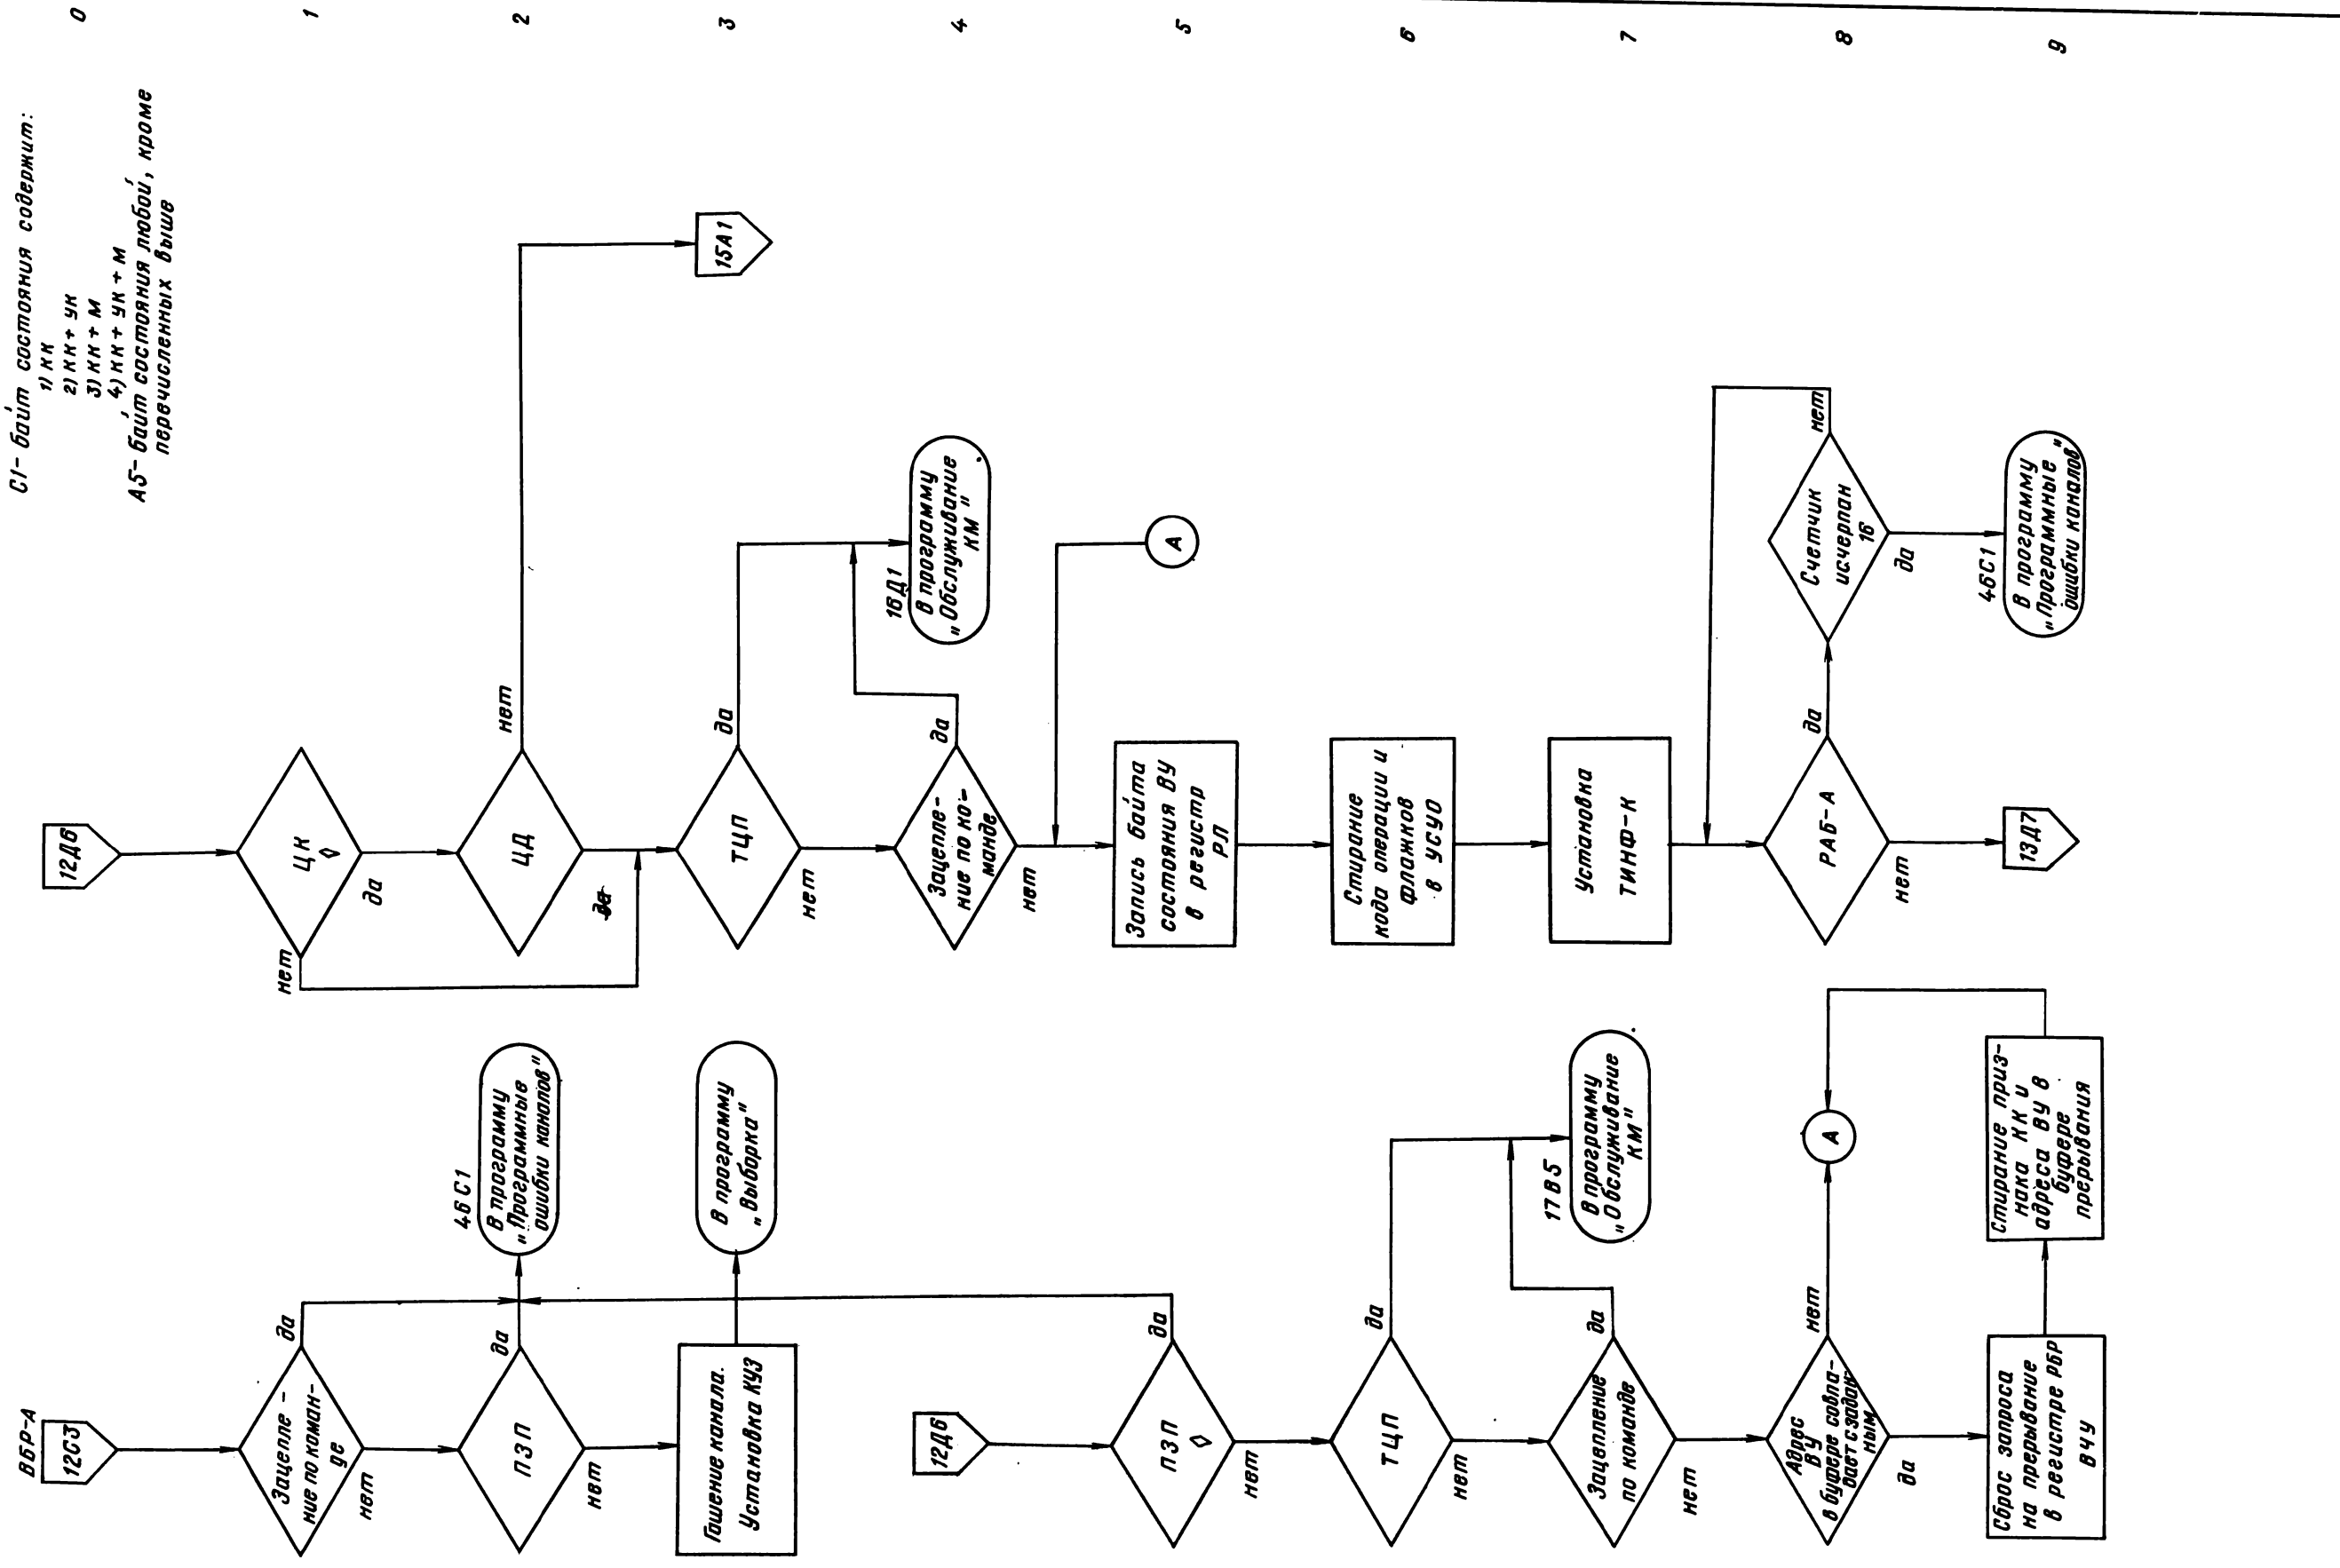 0
1
2
3
4
5
6
7
8
9
С1- байт состояния содержит:
1) КК
2) КК + УК
3) КК + М
4) КК + УК + М
А5- байт состояния любой, кроме
перечисленных выше
ВБР-А
12С3
Зацепле -
ние по коман-
де
да
нет
ПЗП
да
нет
46С1
В программу
„Программные
ошибки каналов"
Гашение канала.
Установка КУЗ
В программу
„Выборка"
12Д6
ПЗП
да
нет
ТЦП
да
нет
Зацепление
по команде
да
нет
17В5
В программу
„Обслуживание
КМ"
Адрес
ВУ
в буфере совпа-
дает с задан-
ным
нет
да
А
Сброс запроса
на прерывание
в регистре РБР
ВЧУ
Стирание приз-
нака КК и
адреса ВУ в
буфере
прерывания
12Д6
ЦК
нет
да
ЦД
нет
да
15А1
ТЦП
да
нет
Зацепле-
ние по ко-
манде
да
нет
16Д1
В программу
„Обслуживание
КМ"
А
Запись байта
состояния ВУ
в регистр
РЛ
Стирание
кода операции и
флажков
в УСУО
Установка
ТИНФ-К
РАБ-А
да
нет
13Д7
Счетчик
исчерпан
16
нет
да
46С1
В программу
„Программные
ошибки каналов"